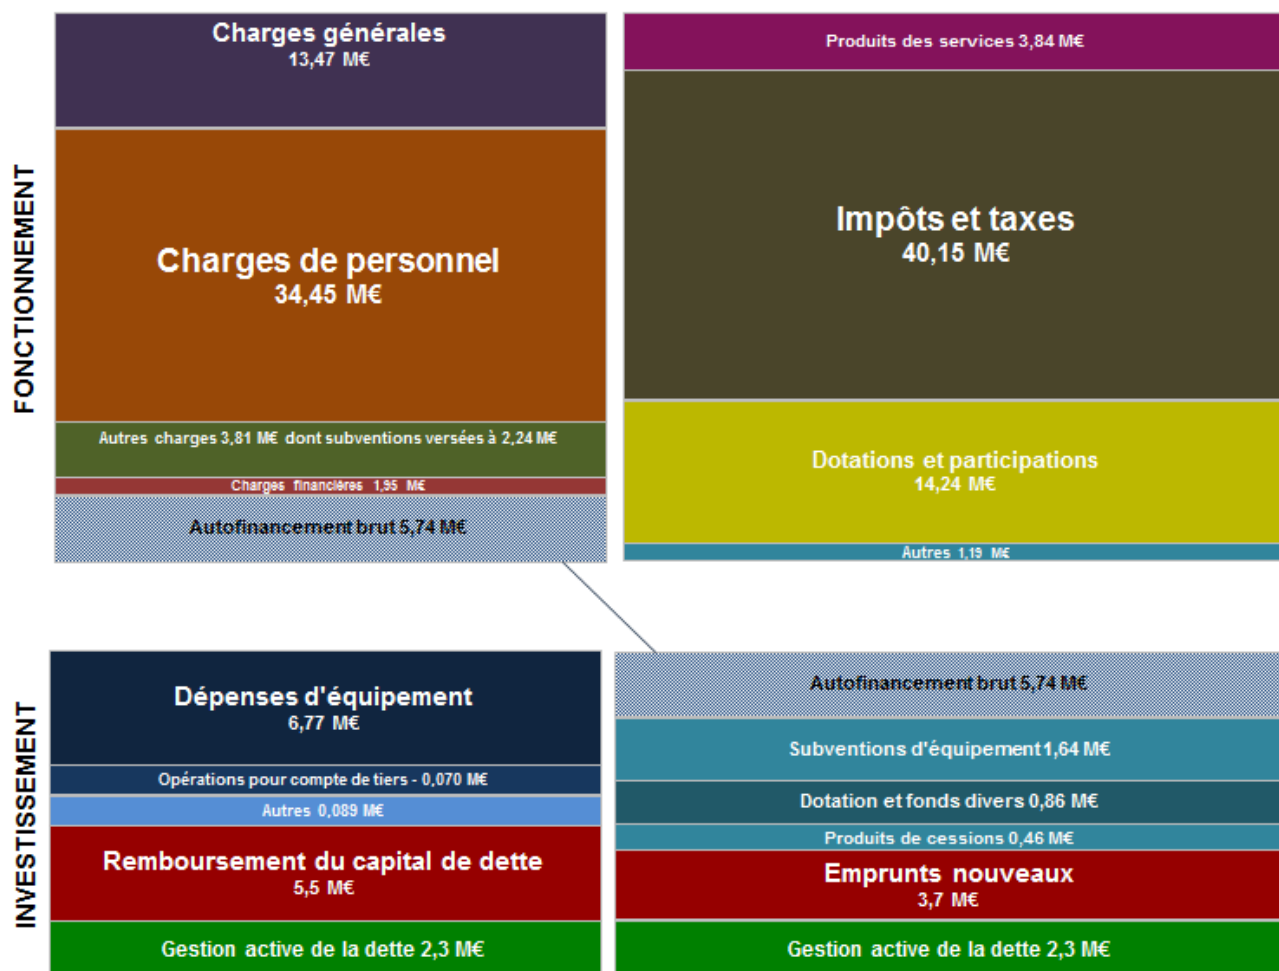 FONCTIONNEMENT
Charges générales
13,47 M€
Charges de personnel
34,45 M€
Autres charges 3,81 M€ dont subventions versées à 2,24 M€
Charges financières 1,95 M€
Autofinancement brut 5,74 M€
Produits des services 3,84 M€
Impôts et taxes
40,15 M€
Dotations et participations
14,24 M€
Autres 1,19 M€
INVESTISSEMENT
Dépenses d'équipement
6,77 M€
Opérations pour compte de tiers - 0,070 M€
Autres 0,089 M€
Remboursement du capital de dette
5,5 M€
Gestion active de la dette 2,3 M€
Autofinancement brut 5,74 M€
Subventions d'équipement 1,64 M€
Dotation et fonds divers 0,86 M€
Produits de cessions 0,46 M€
Emprunts nouveaux
3,7 M€
Gestion active de la dette 2,3 M€